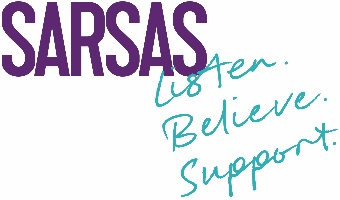 SARSAS
Listen.
Believe.
Support.